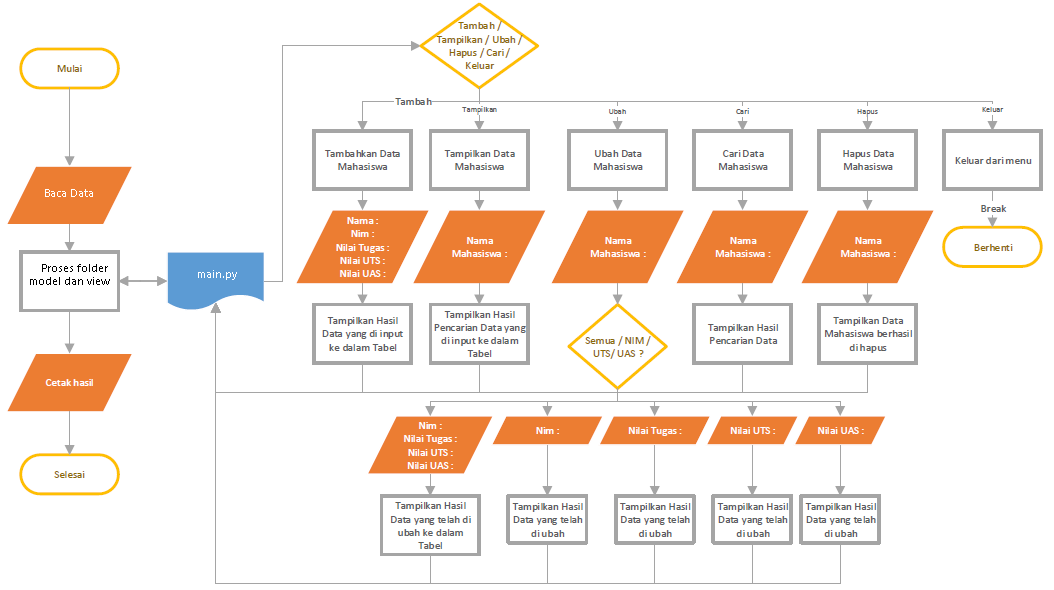 Mulai
Baca Data
Proses folder
model dan view
Cetak hasil
Selesai
main.py
Tambah /
Tampilkan / Ubah /
Hapus / Cari /
Keluar
Tambah
Tampilkan
Ubah
Cari
Hapus
Keluar
Tambahkan Data
Mahasiswa
Tampilkan Data
Mahasiswa
Ubah Data
Mahasiswa
Cari Data
Mahasiswa
Hapus Data
Mahasiswa
Keluar dari menu
Break
Berhenti
Nama :
Nim :
Nilai Tugas :
Nilai UTS :
Nilai UAS :
Nama
Mahasiswa :
Nama
Mahasiswa :
Nama
Mahasiswa :
Nama
Mahasiswa :
Tampilkan Hasil
Data yang di input
ke dalam Tabel
Tampilkan Hasil
Pencarian Data yang
di input ke dalam
Tabel
Semua / NIM /
UTS/ UAS ?
Tampilkan Hasil
Pencarian Data
Tampilkan Data
Mahasiswa berhasil
di hapus
Nim :
Nilai Tugas :
Nilai UTS :
Nilai UAS :
Nim :
Nilai Tugas :
Nilai UTS :
Nilai UAS :
Tampilkan Hasil
Data yang telah di
ubah ke dalam
Tabel
Tampilkan Hasil
Data yang telah
di ubah
Tampilkan Hasil
Data yang telah
di ubah
Tampilkan Hasil
Data yang telah
di ubah
Tampilkan Hasil
Data yang telah
di ubah